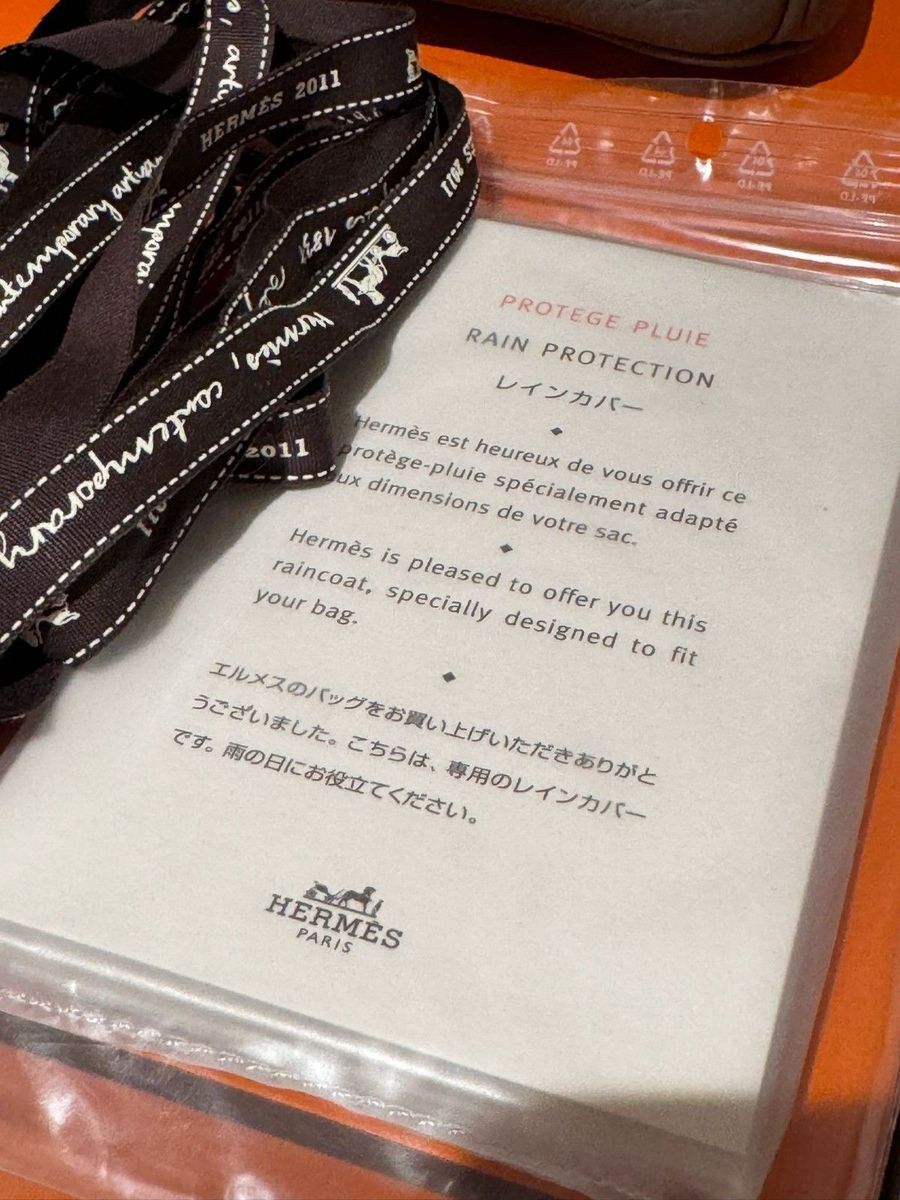 HERMÈS 2011
Hermès, contemporary
2011
PROTEGE PLUIE
RAIN PROTECTION
レインカバー
Hermès est heureux de vous offrir ce
protège-pluie spécialement adapté
aux dimensions de votre sac.
Hermès is pleased to offer you this
raincoat, specially designed to fit
your bag.
エルメスのバッグをお買い上げいただきありがと
うございました。こちらは、専用のレインカバー
です。雨の日にお役立てください。
HERMÈS
PARIS